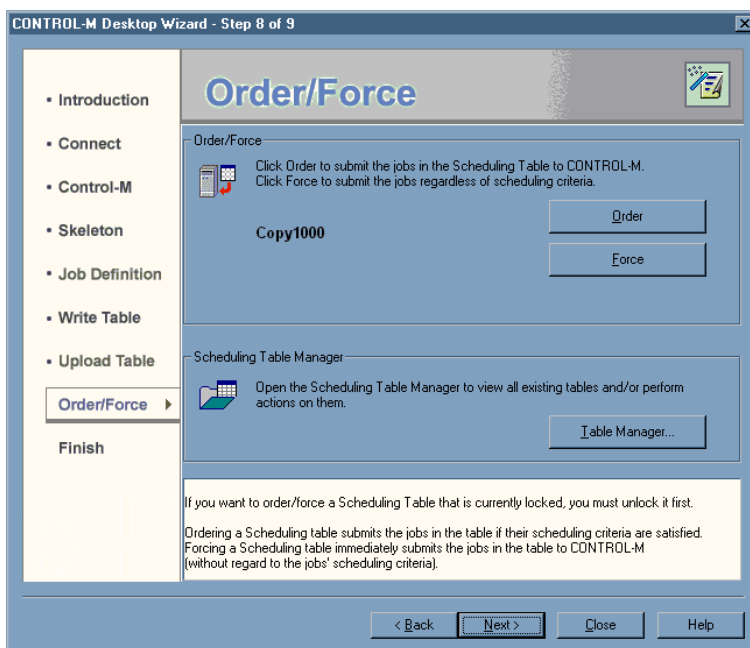 CONTROL-M Desktop Wizard - Step 8 of 9
• Introduction
• Connect
• Control-M
• Skeleton
• Job Definition
• Write Table
• Upload Table
Order/Force
Finish
Order/Force
Order/Force
Click Order to submit the jobs in the Scheduling Table to CONTROL-M.
Click Force to submit the jobs regardless of scheduling criteria.
Copy1000
Order
Force
Scheduling Table Manager
Open the Scheduling Table Manager to view all existing tables and/or perform
actions on them.
Table Manager...
If you want to order/force a Scheduling Table that is currently locked, you must unlock it first.
Ordering a Scheduling table submits the jobs in the table if their scheduling criteria are satisfied.
Forcing a Scheduling table immediately submits the jobs in the table to CONTROL-M
(without regard to the jobs' scheduling criteria).
< Back
Next >
Close
Help